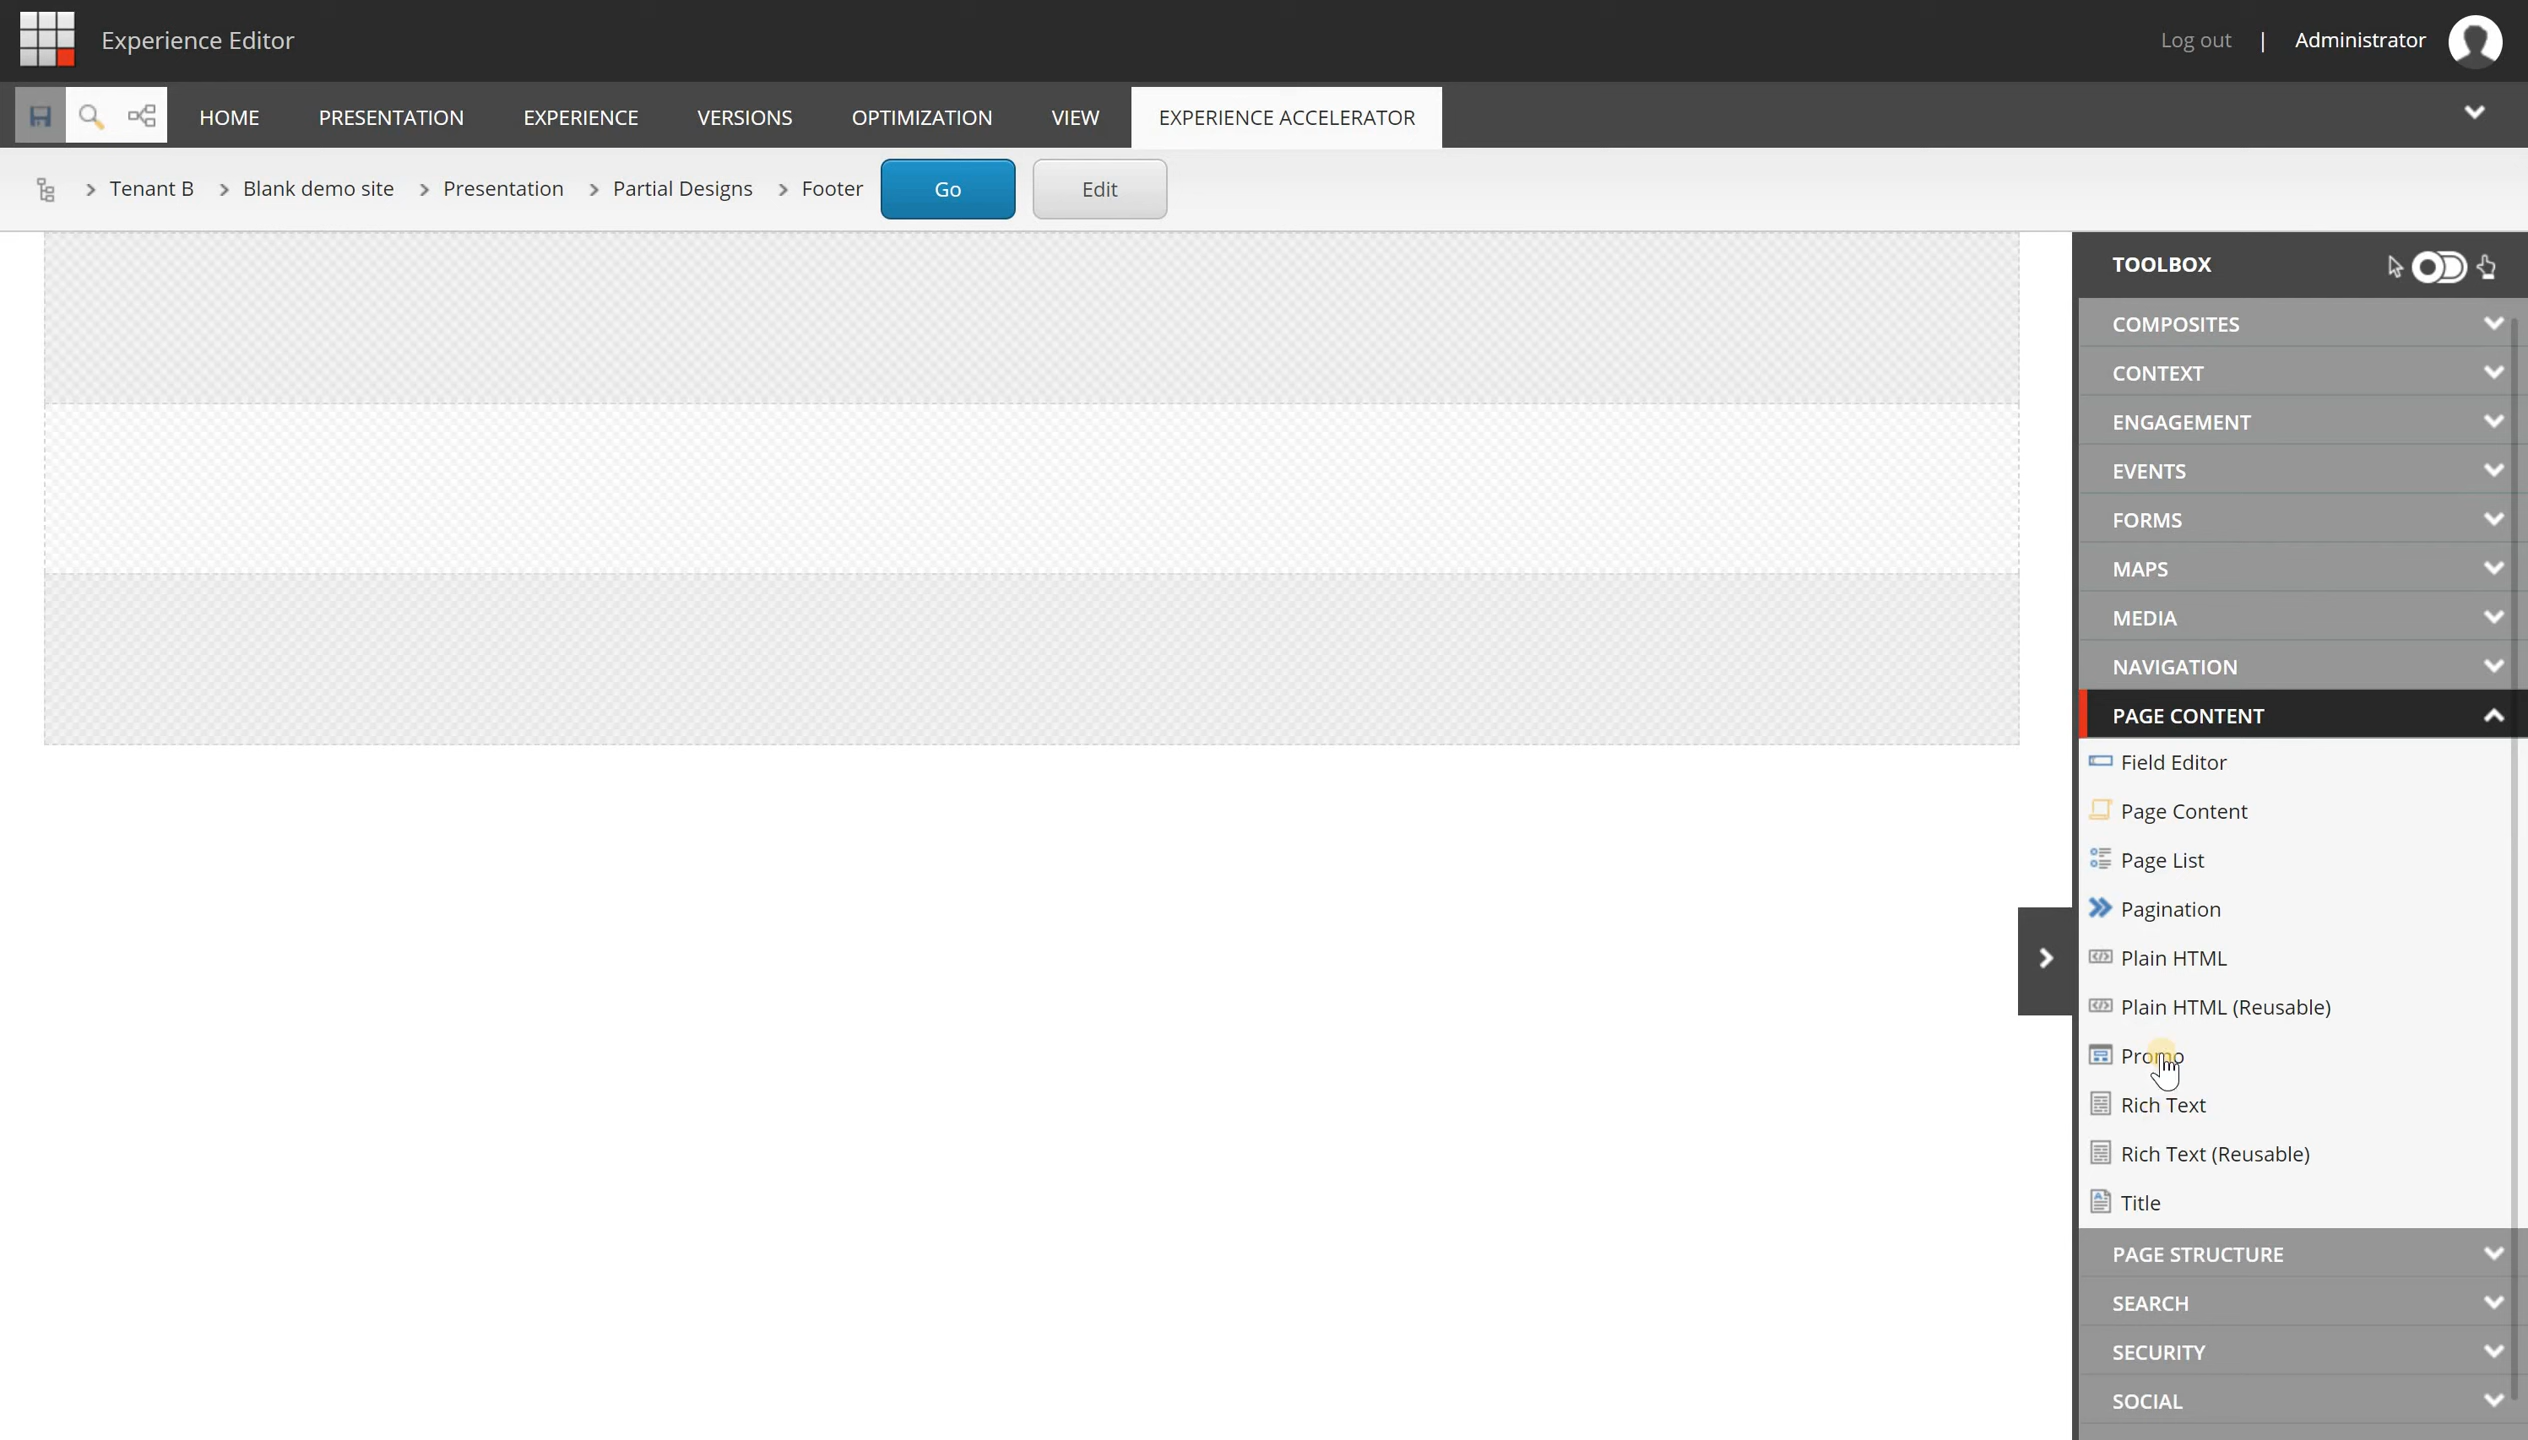 Experience Editor
Log out | Administrator
HOME PRESENTATION EXPERIENCE VERSIONS OPTIMIZATION VIEW EXPERIENCE ACCELERATOR
Tenant B Blank demo site Presentation Partial Designs Footer Go Edit
TOOLBOX
COMPOSITES
CONTEXT
ENGAGEMENT
EVENTS
FORMS
MAPS
MEDIA
NAVIGATION
PAGE CONTENT
Field Editor
Page Content
Page List
Pagination
Plain HTML
Plain HTML (Reusable)
Promo
Rich Text
Rich Text (Reusable)
Title
PAGE STRUCTURE
SEARCH
SECURITY
SOCIAL